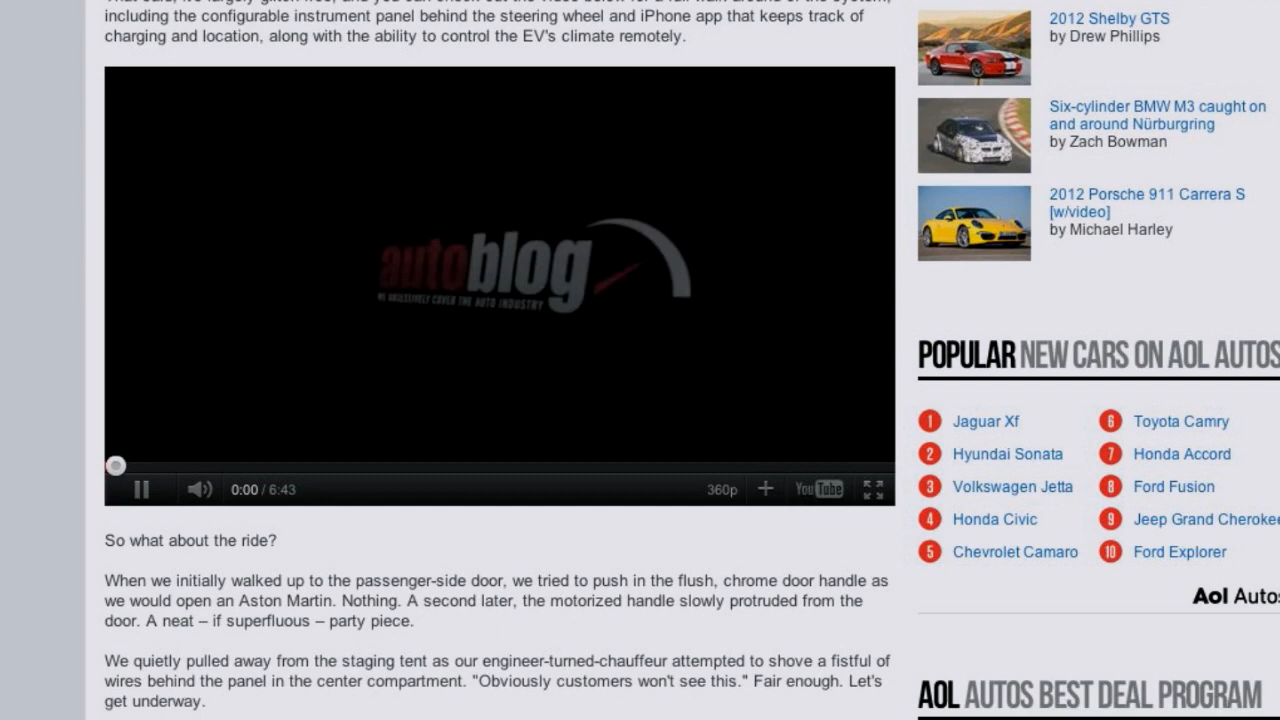 including the configurable instrument panel behind the steering wheel and iPhone app that keeps track of
charging and location, along with the ability to control the EV's climate remotely.
autoblog
WE OBSESSIVELY COVER THE AUTO INDUSTRY
0:00 / 6:43
360p
YouTube
So what about the ride?
When we initially walked up to the passenger-side door, we tried to push in the flush, chrome door handle as
we would open an Aston Martin. Nothing. A second later, the motorized handle slowly protruded from the
door. A neat – if superfluous – party piece.
We quietly pulled away from the staging tent as our engineer-turned-chauffeur attempted to shove a fistful of
wires behind the panel in the center compartment. "Obviously customers won't see this." Fair enough. Let's
get underway.
2012 Shelby GTS
by Drew Phillips
Six-cylinder BMW M3 caught on
and around Nürburgring
by Zach Bowman
2012 Porsche 911 Carrera S
[w/video]
by Michael Harley
POPULAR NEW CARS ON AOL AUTOS
1 Jaguar Xf
2 Hyundai Sonata
3 Volkswagen Jetta
4 Honda Civic
5 Chevrolet Camaro
6 Toyota Camry
7 Honda Accord
8 Ford Fusion
9 Jeep Grand Cherokee
10 Ford Explorer
Aol Autos
AOL AUTOS BEST DEAL PROGRAM